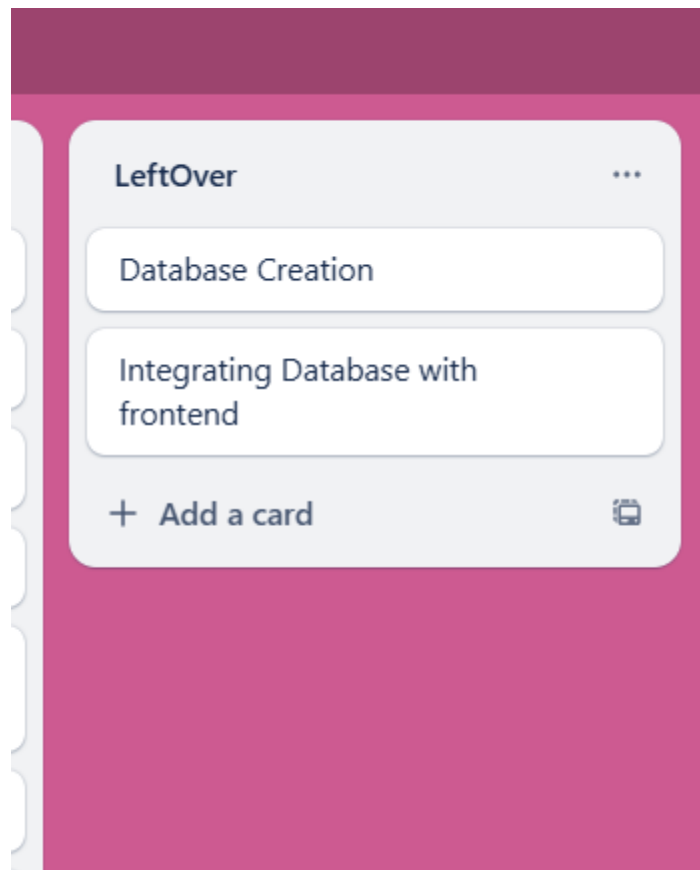 LeftOver
Database Creation
Integrating Database with
frontend
Add a card